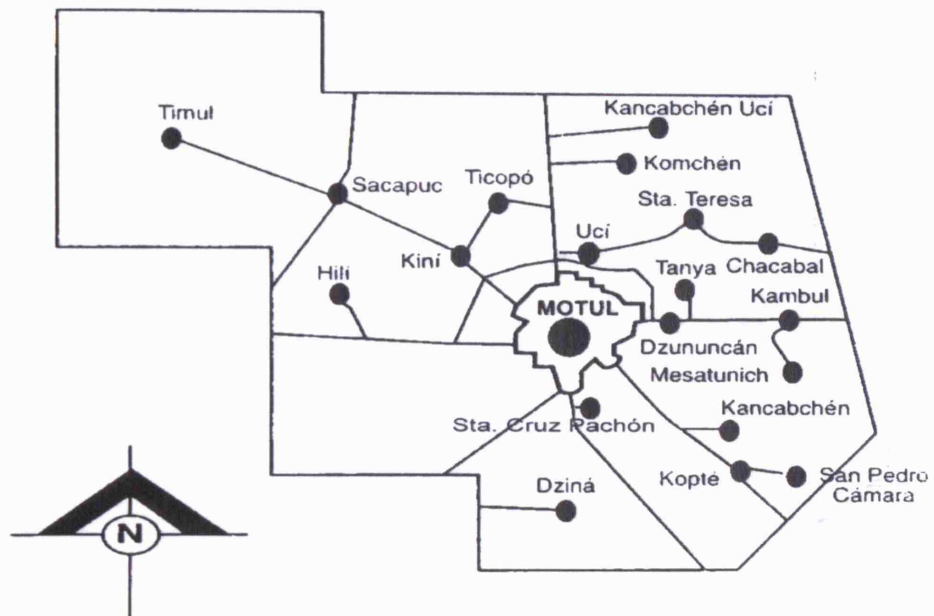 Kancabchén Ucí
Timul
Komchén
Ticopó
Sacapuc
Sta. Teresa
Ucí
Kiní
Tanya
Chacabal
Hili
Kambul
MOTUL
Dzununcán
Mesatunich
Kancabchén
Sta. Cruz Pachón
Dziná
Kopté
San Pedro
Cámara
N